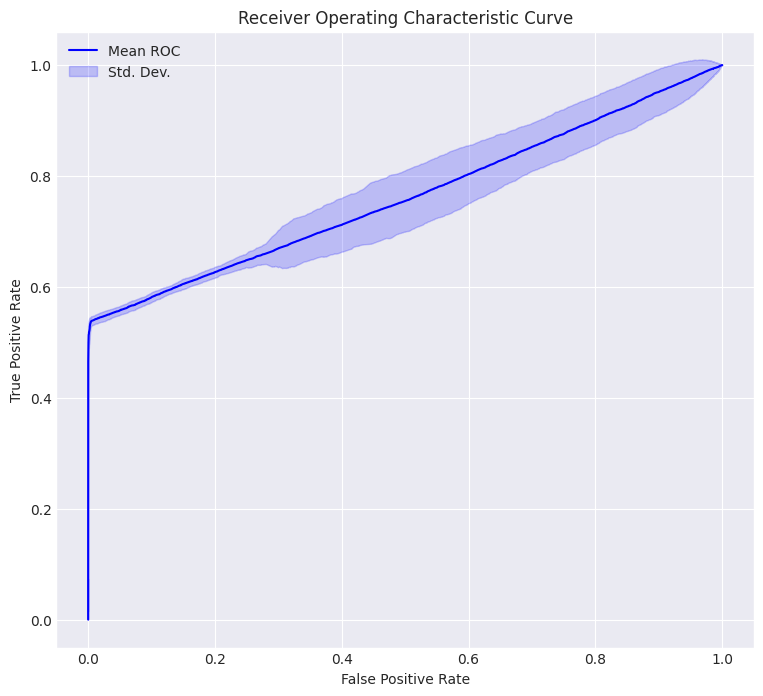 Receiver Operating Characteristic Curve
Mean ROC
Std. Dev.
1.0
0.8
0.6
0.4
0.2
0.0
True Positive Rate
0.0 0.2 0.4 0.6 0.8 1.0
False Positive Rate